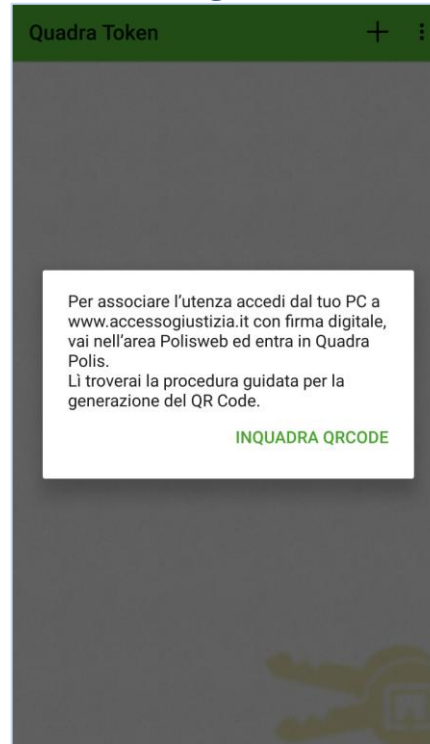 Quadra Token
Per associare l'utenza accedi dal tuo PC a
www.accessogiustizia.it con firma digitale,
vai nell'area Polisweb ed entra in Quadra
Polis.
Lì troverai la procedura guidata per la
generazione del QR Code.
INQUADRA QRCODE